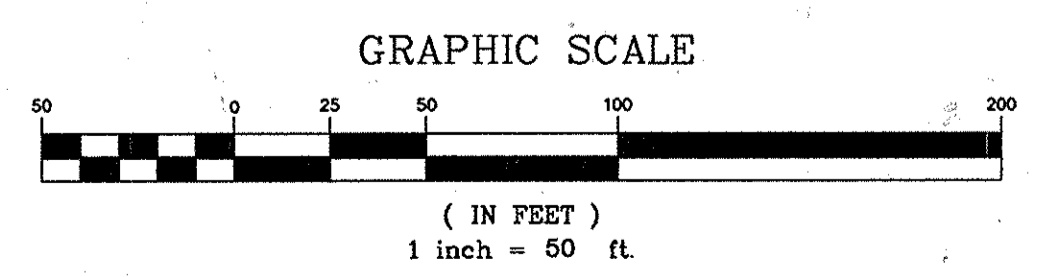 GRAPHIC SCALE
50 0 25 50 100 200
( IN FEET )
1 inch = 50 ft.